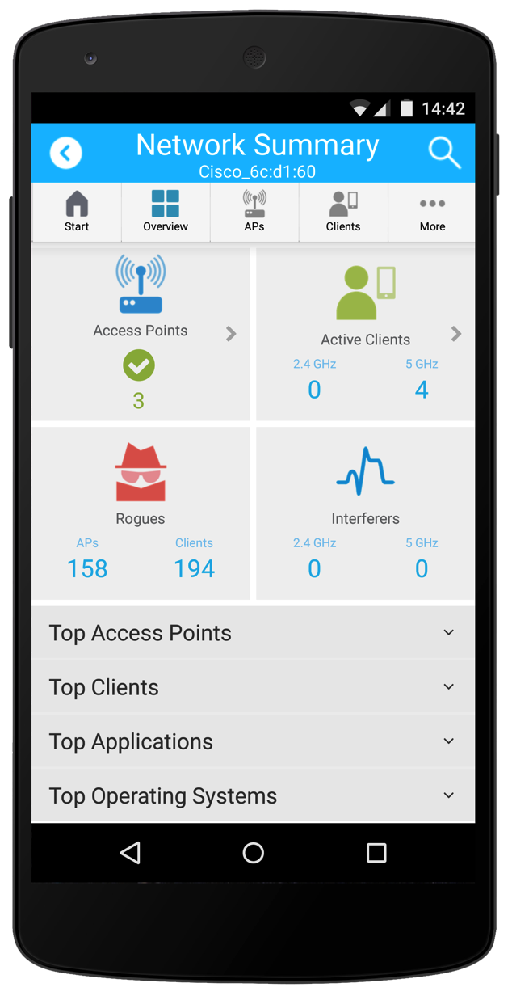 14:42
Network Summary
Cisco_6c:d1:60
Start
Overview
APs
Clients
More
Access Points
3
Active Clients
2.4 GHz 5 GHz
0 4
Rogues
APs Clients
158 194
Interferers
2.4 GHz 5 GHz
0 0
Top Access Points
Top Clients
Top Applications
Top Operating Systems